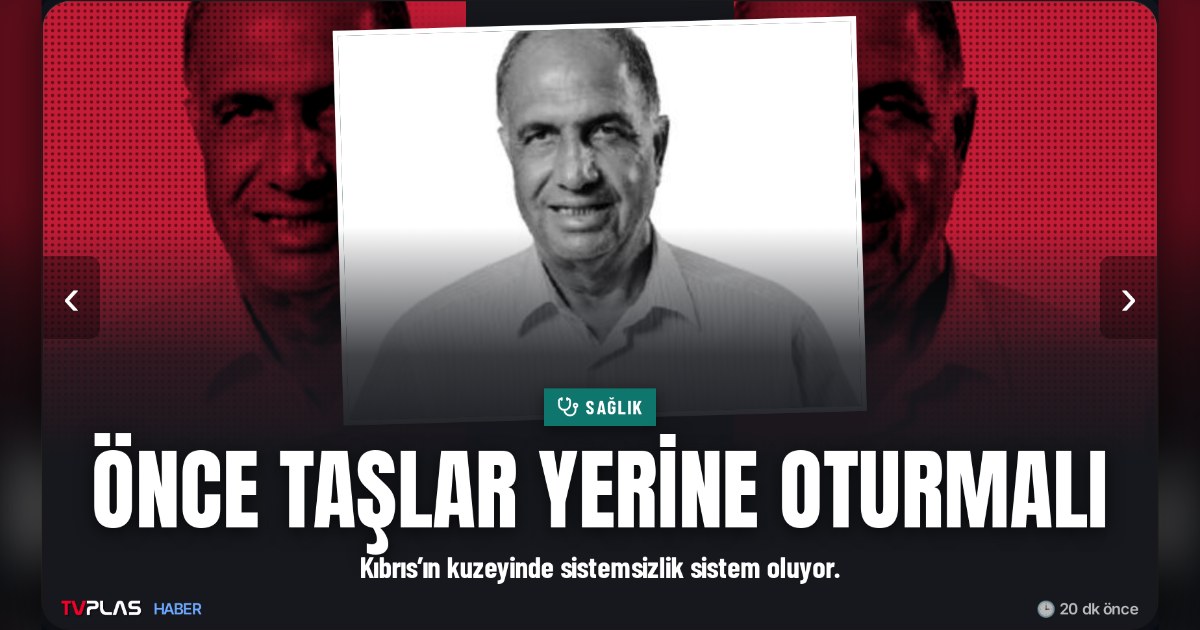 SAĞLIK
ÖNCE TAŞLAR YERİNE OTURMALI
Kıbrıs’ın kuzeyinde sistemsizlik sistem oluyor.
TVPLAS HABER
20 dk önce